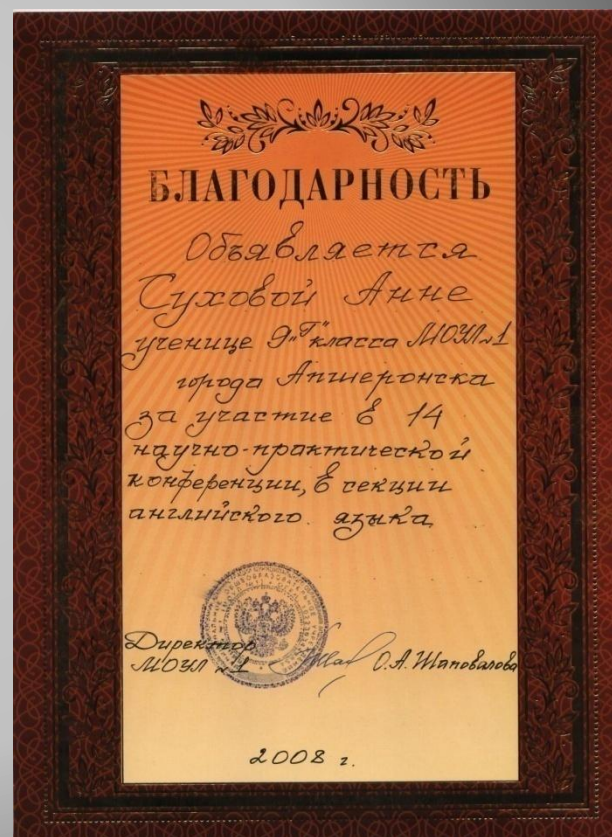 БЛАГОДАРНОСТЬ
Объявляется
Суховой Анне
ученице 9 "Г" класса МОУЛ №1
города Апшеронска
за участие в 14
научно-практической
конференции, в секции
английского языка
Директор
МОУЛ №1 О.А. Шаповалова
2008 г.